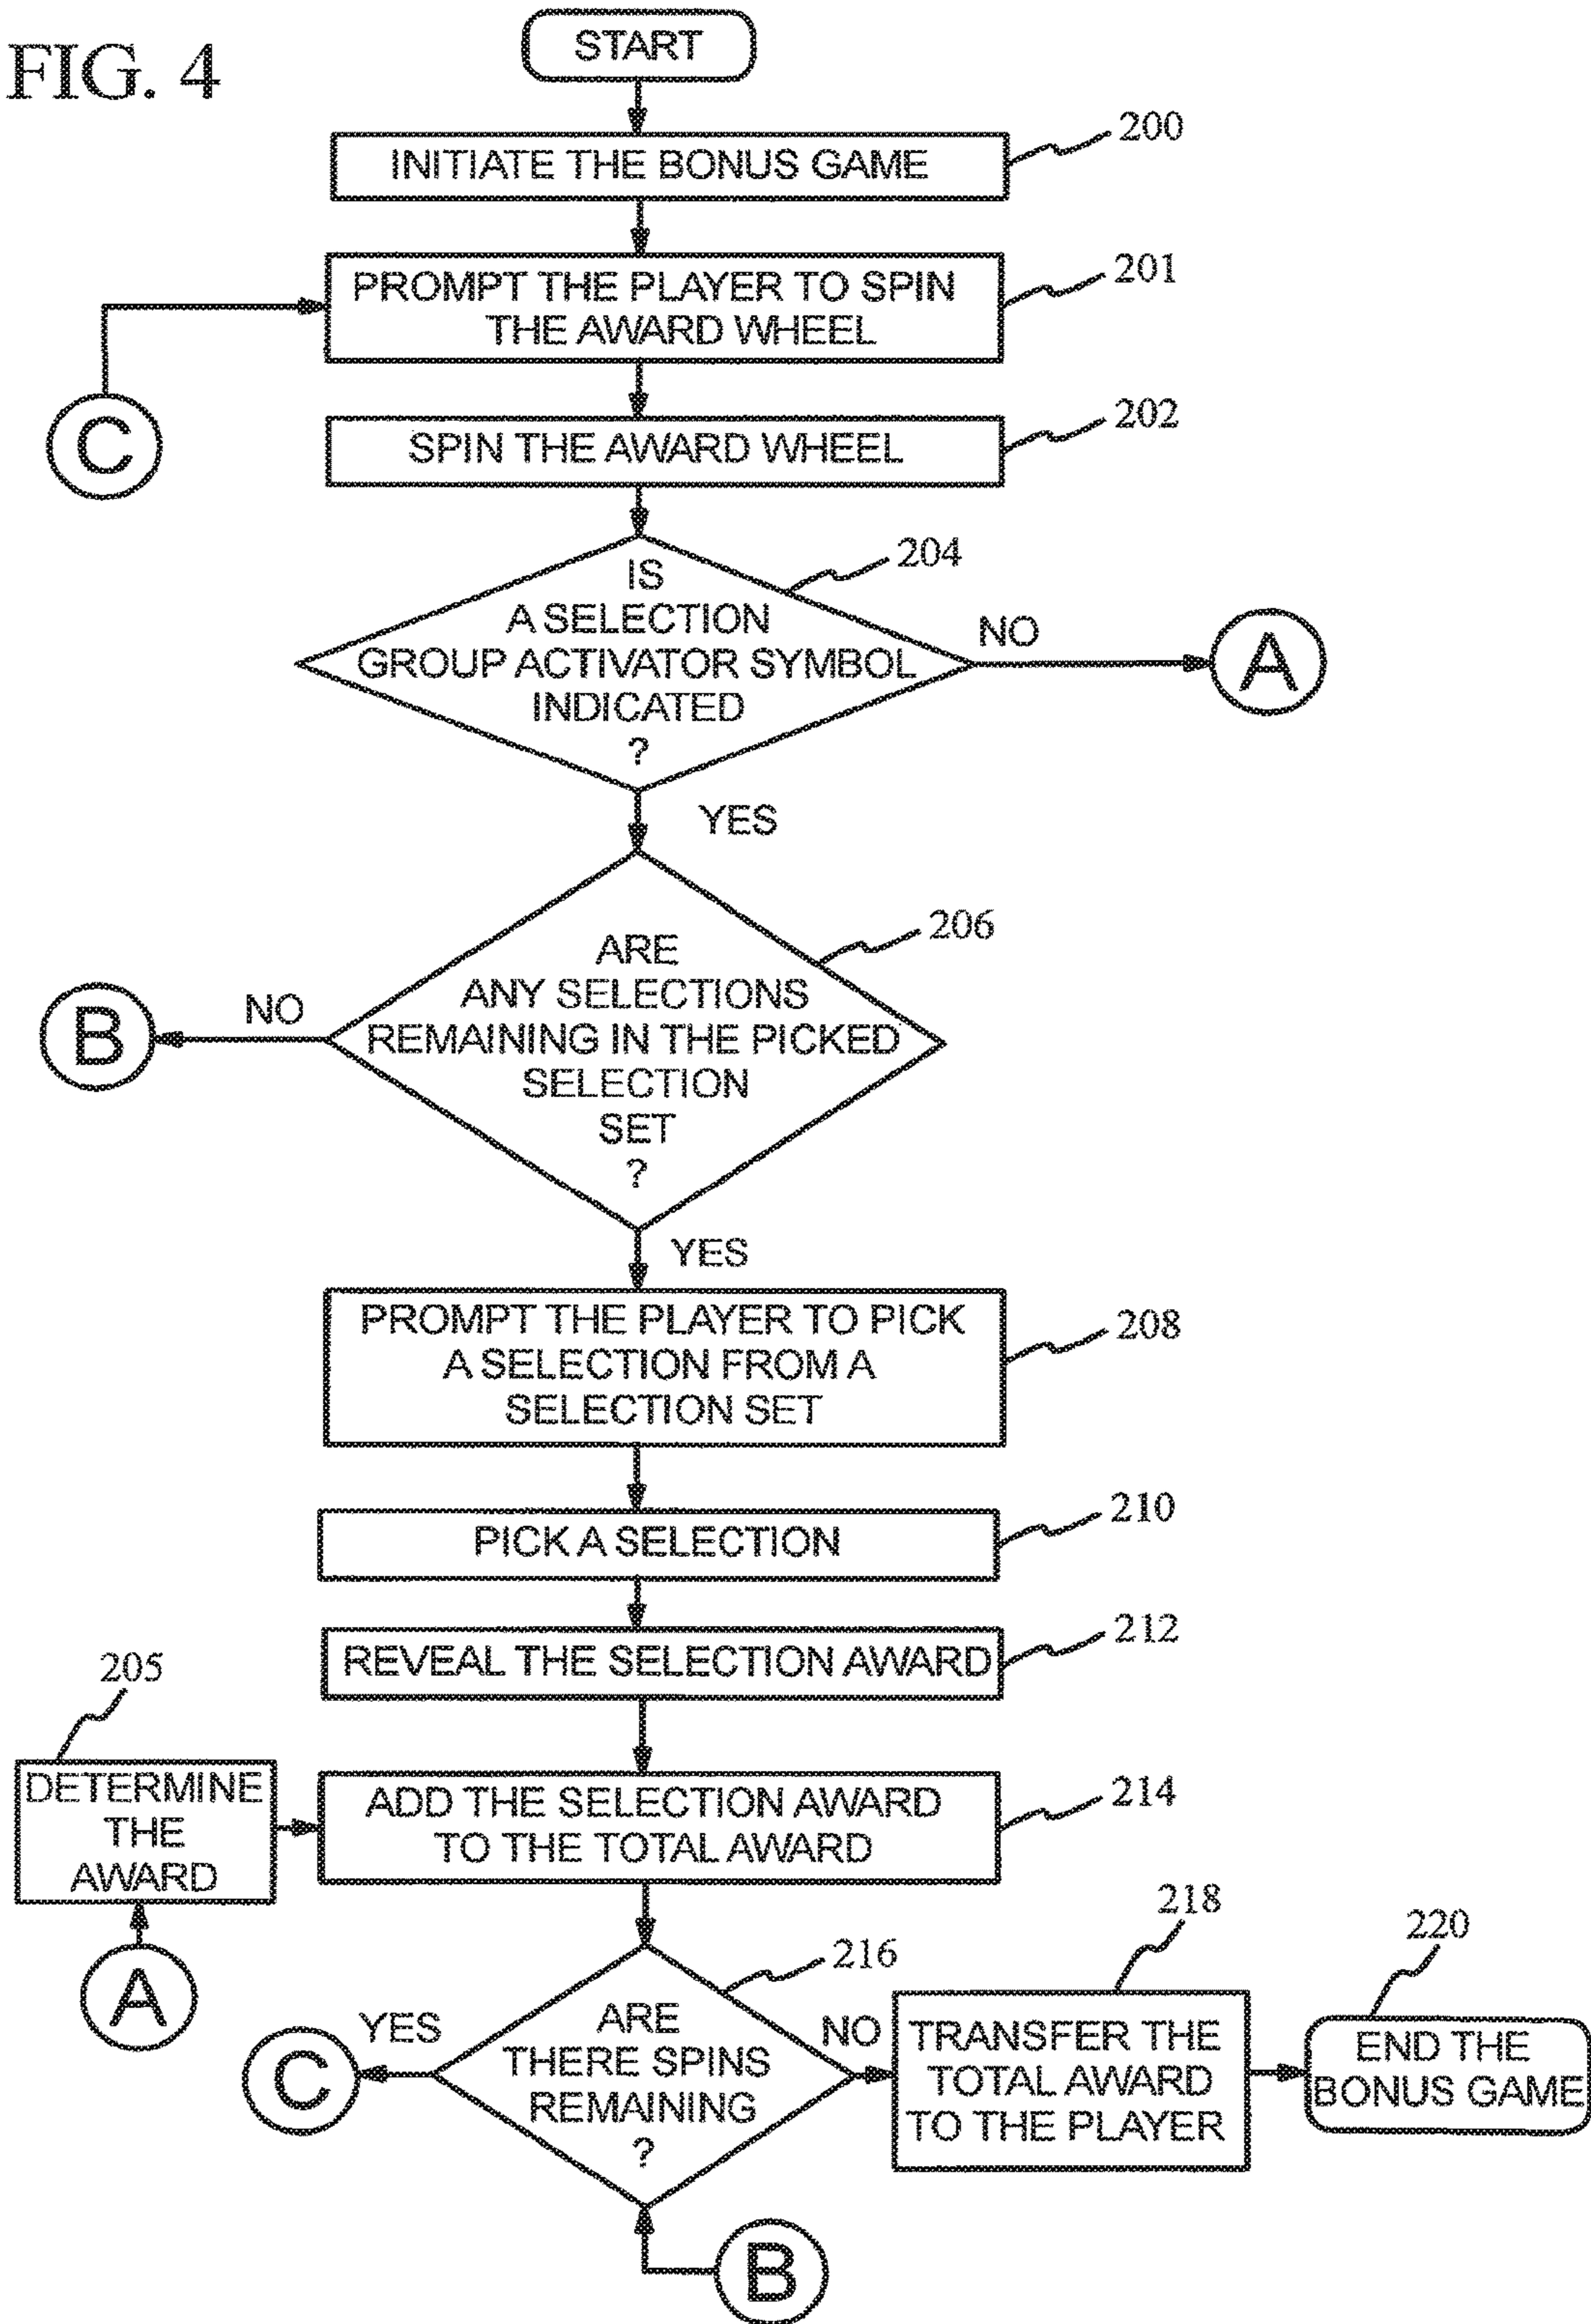 FIG. 4
START
INITIATE THE BONUS GAME
200
PROMPT THE PLAYER TO SPIN
THE AWARD WHEEL
201
C
SPIN THE AWARD WHEEL
202
IS
A SELECTION
GROUP ACTIVATOR SYMBOL
INDICATED
?
204
NO
A
YES
ARE
ANY SELECTIONS
REMAINING IN THE PICKED
SELECTION
SET
?
206
NO
B
YES
PROMPT THE PLAYER TO PICK
A SELECTION FROM A
SELECTION SET
208
PICK A SELECTION
210
REVEAL THE SELECTION AWARD
212
205
DETERMINE
THE
AWARD
A
ADD THE SELECTION AWARD
TO THE TOTAL AWARD
214
ARE
THERE SPINS
REMAINING
?
216
YES
C
NO
TRANSFER THE
TOTAL AWARD
TO THE PLAYER
218
END THE
BONUS GAME
220
B